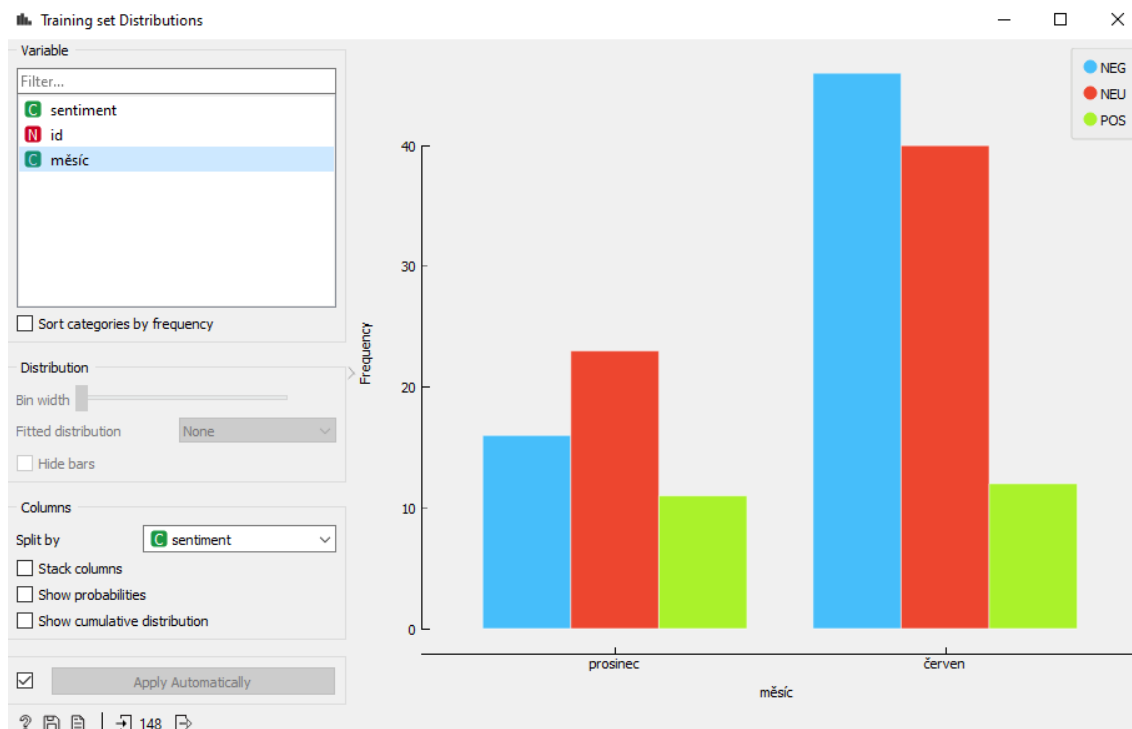 Training set Distributions
Variable
Filter...
C sentiment
N id
C měsíc
Sort categories by frequency
Distribution
Bin width
Fitted distribution None
Hide bars
Columns
Split by C sentiment
Stack columns
Show probabilities
Show cumulative distribution
Apply Automatically
? 148
NEG
NEU
POS
Frequency
40
30
20
10
0
prosinec červen
měsíc